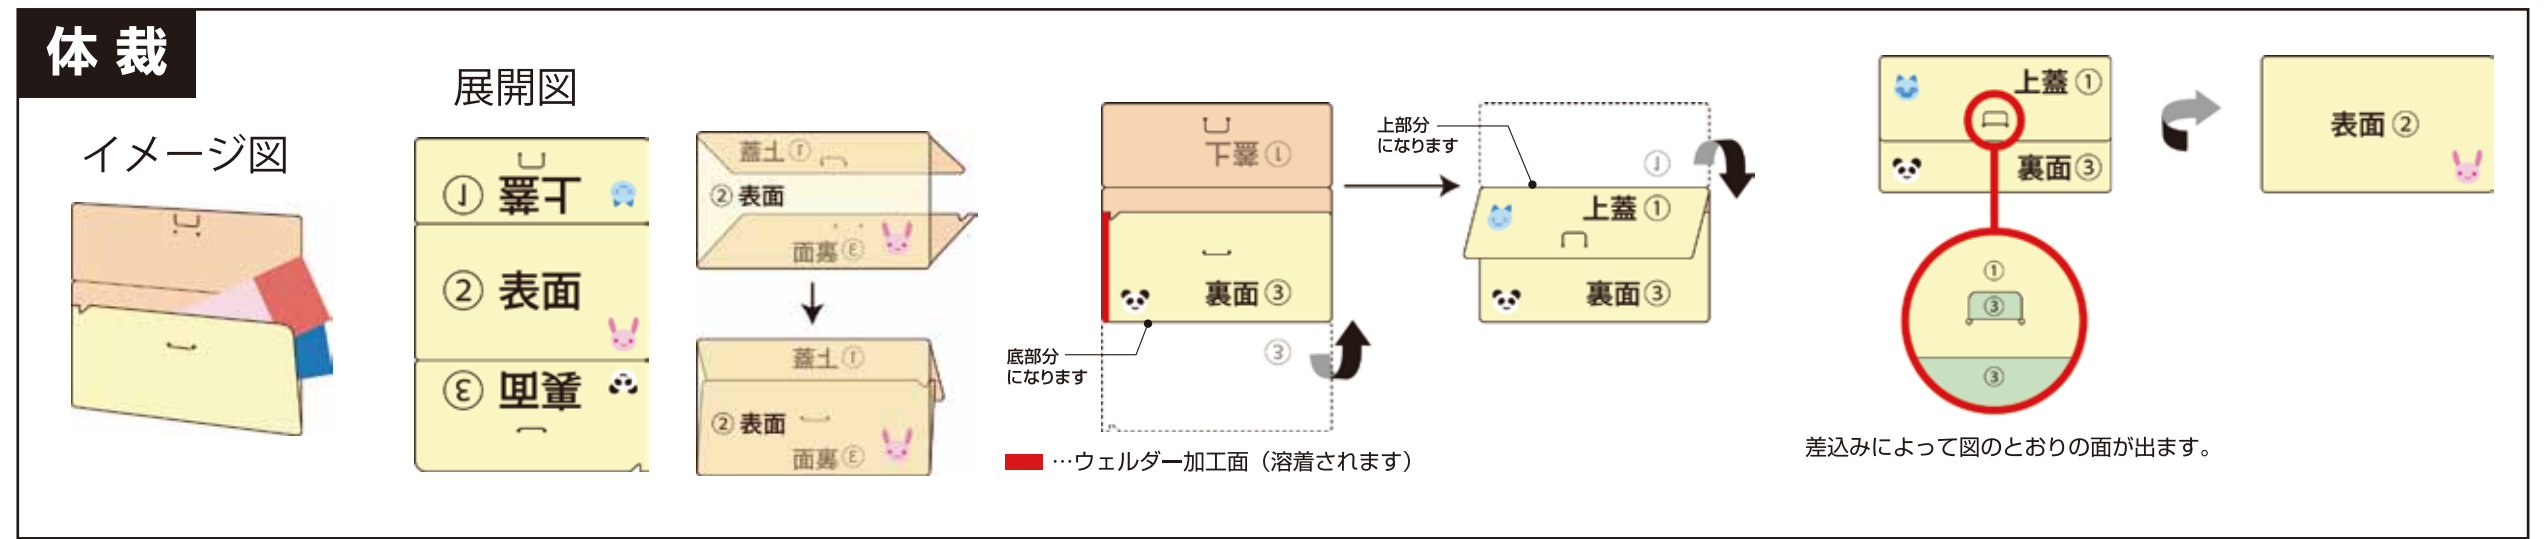 体 裁
イメージ図
展開図
① 上蓋
② 表面
③ 裏面
上蓋①
② 表面
裏面③
上蓋①
② 表面
裏面③
上蓋①
裏面③
底部分
になります
③
…ウェルダー加工面（溶着されます）
上部分
になります
①
上蓋①
裏面③
上蓋①
裏面③
①
③
③
差込みによって図のとおりの面が出ます。
表面②